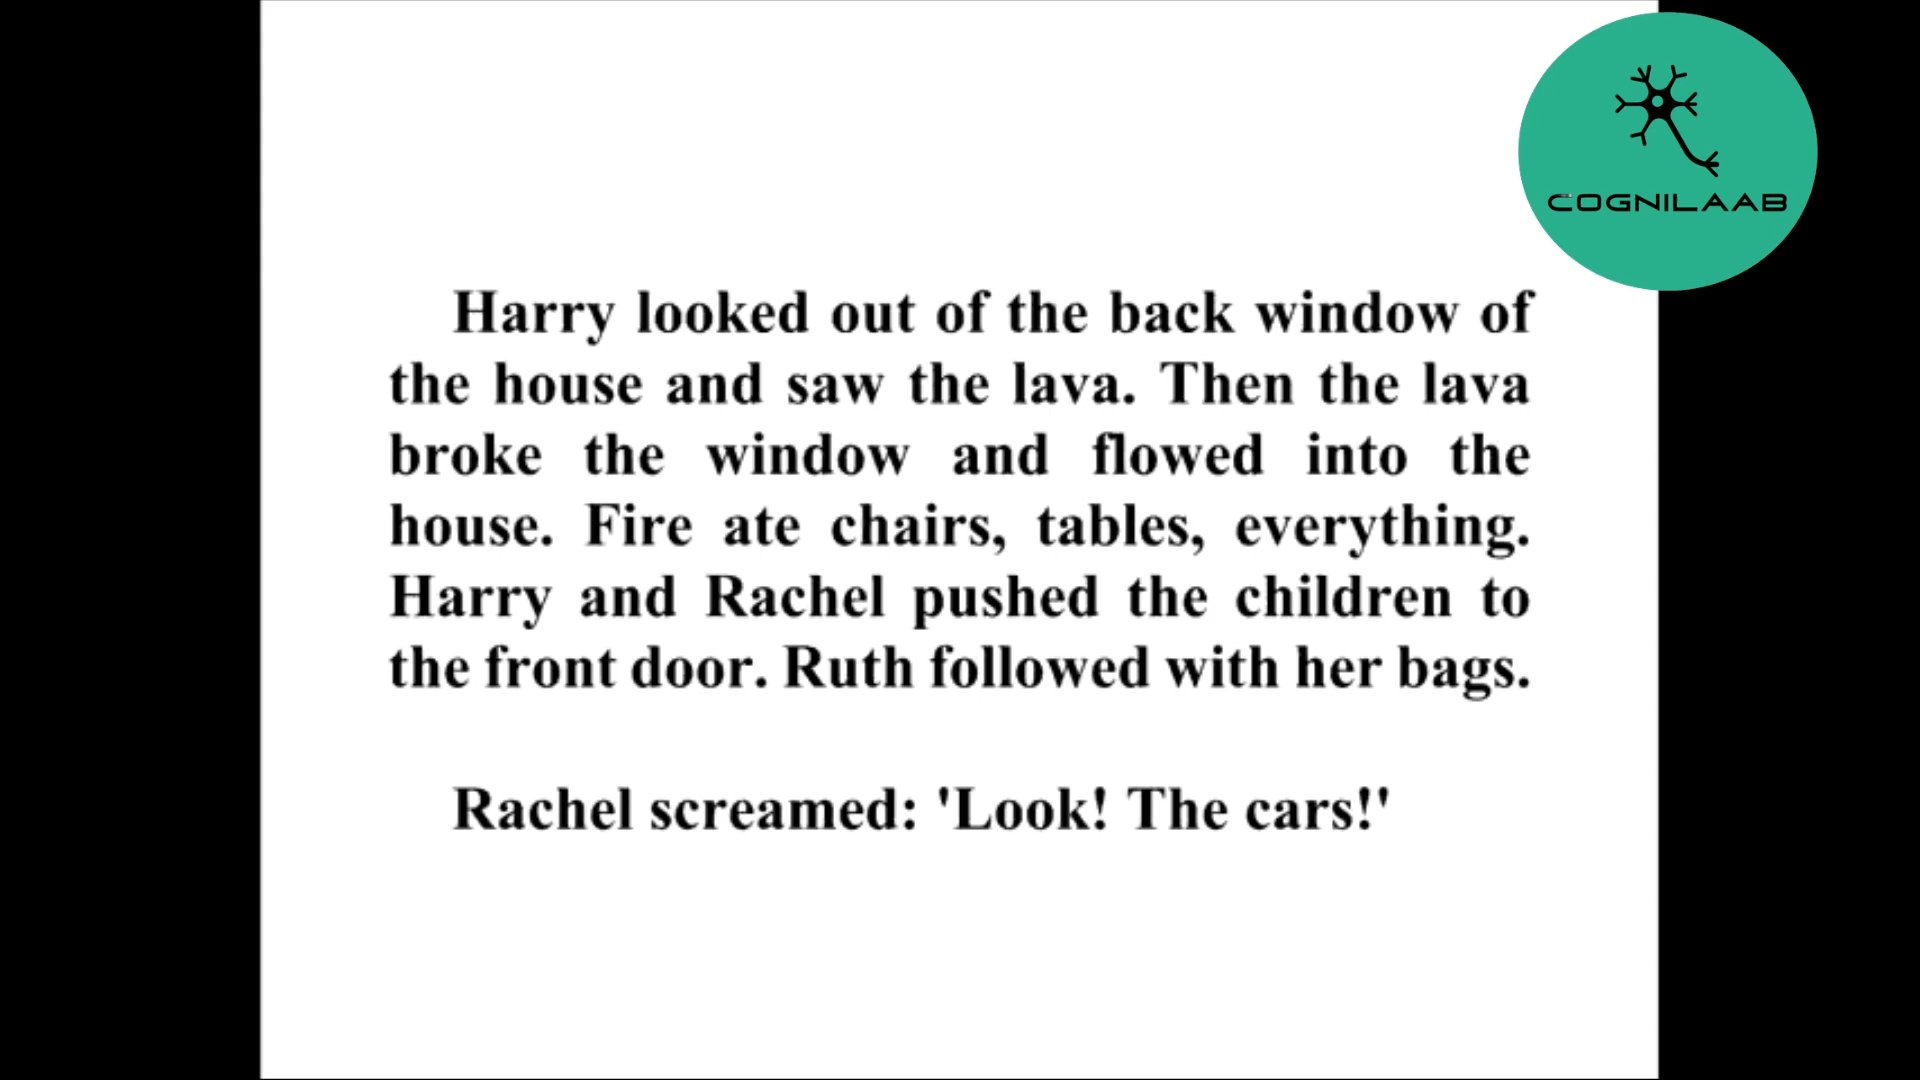 COGNILAAB
Harry looked out of the back window of
the house and saw the lava. Then the lava
broke the window and flowed into the
house. Fire ate chairs, tables, everything.
Harry and Rachel pushed the children to
the front door. Ruth followed with her bags.
Rachel screamed: 'Look! The cars!'